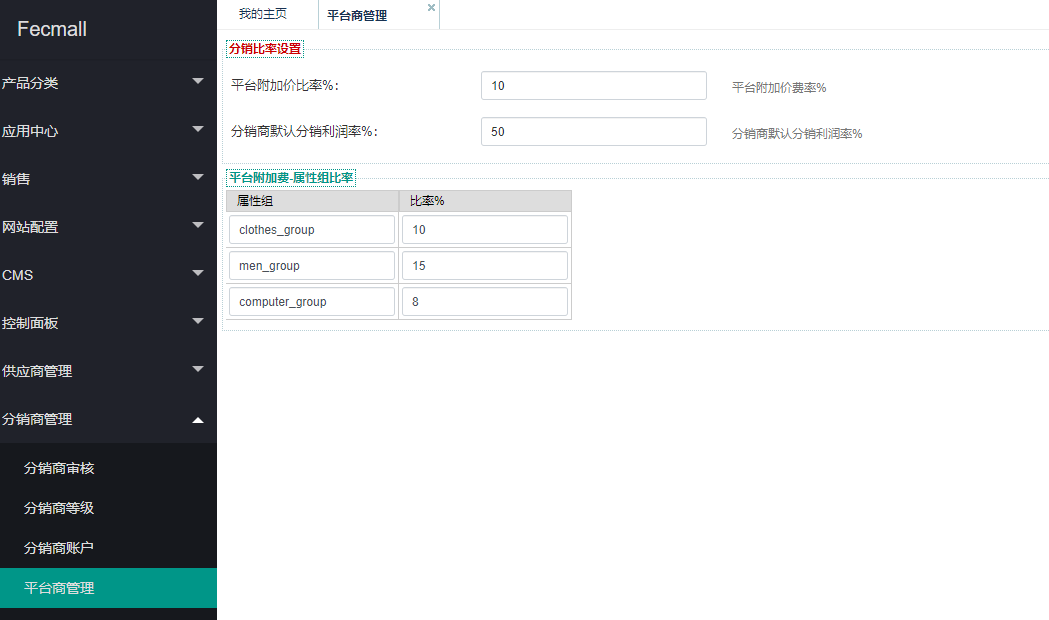 Fecmall
产品分类
应用中心
销售
网站配置
CMS
控制面板
供应商管理
分销商管理
分销商审核
分销商等级
分销商账户
平台商管理
我的主页 平台商管理
分销比率设置
平台附加价比率%: 10 平台附加价费率%
分销商默认分销利润率%: 50 分销商默认分销利润率%
平台附加费-属性组比率
属性组 比率%
clothes_group 10
men_group 15
computer_group 8